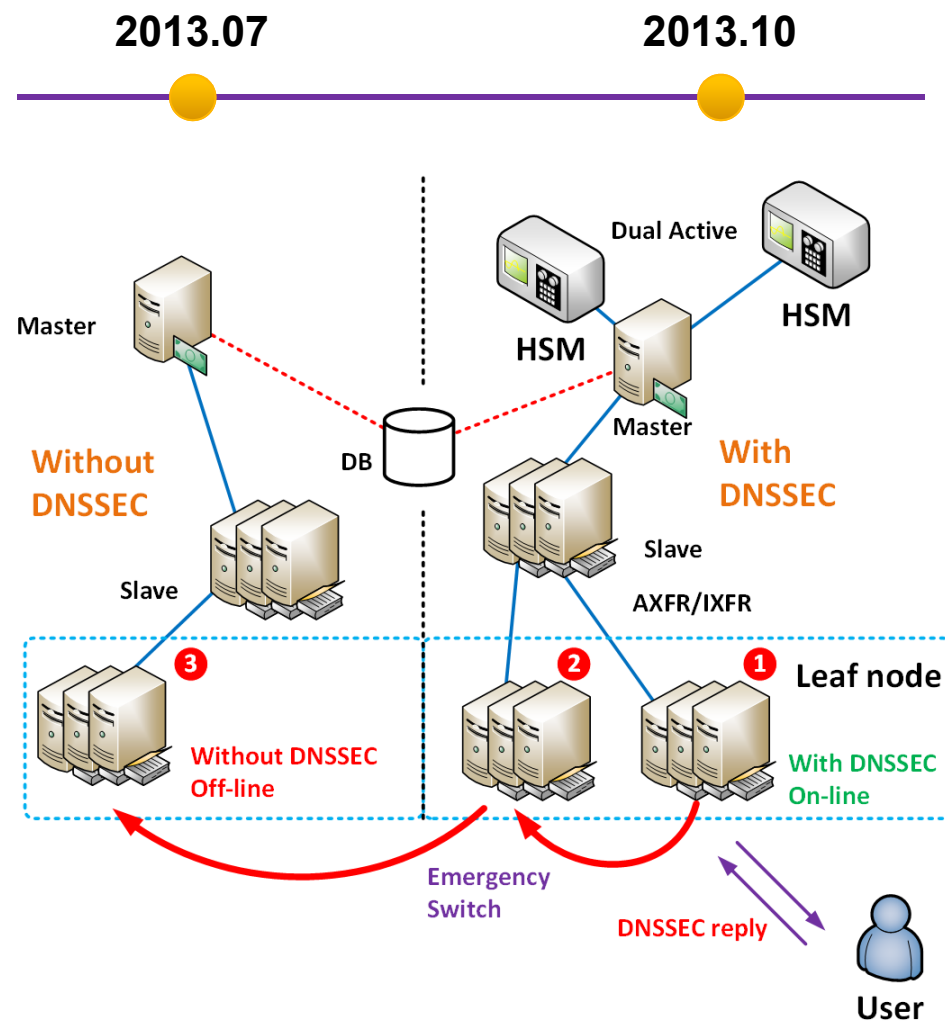 2013.07
2013.10
Dual Active
HSM
HSM
Master
Master
DB
Without
DNSSEC
With
DNSSEC
Slave
Slave
AXFR/IXFR
3
2
1
Leaf node
Without DNSSEC
Off-line
With DNSSEC
On-line
Emergency
Switch
DNSSEC reply
User